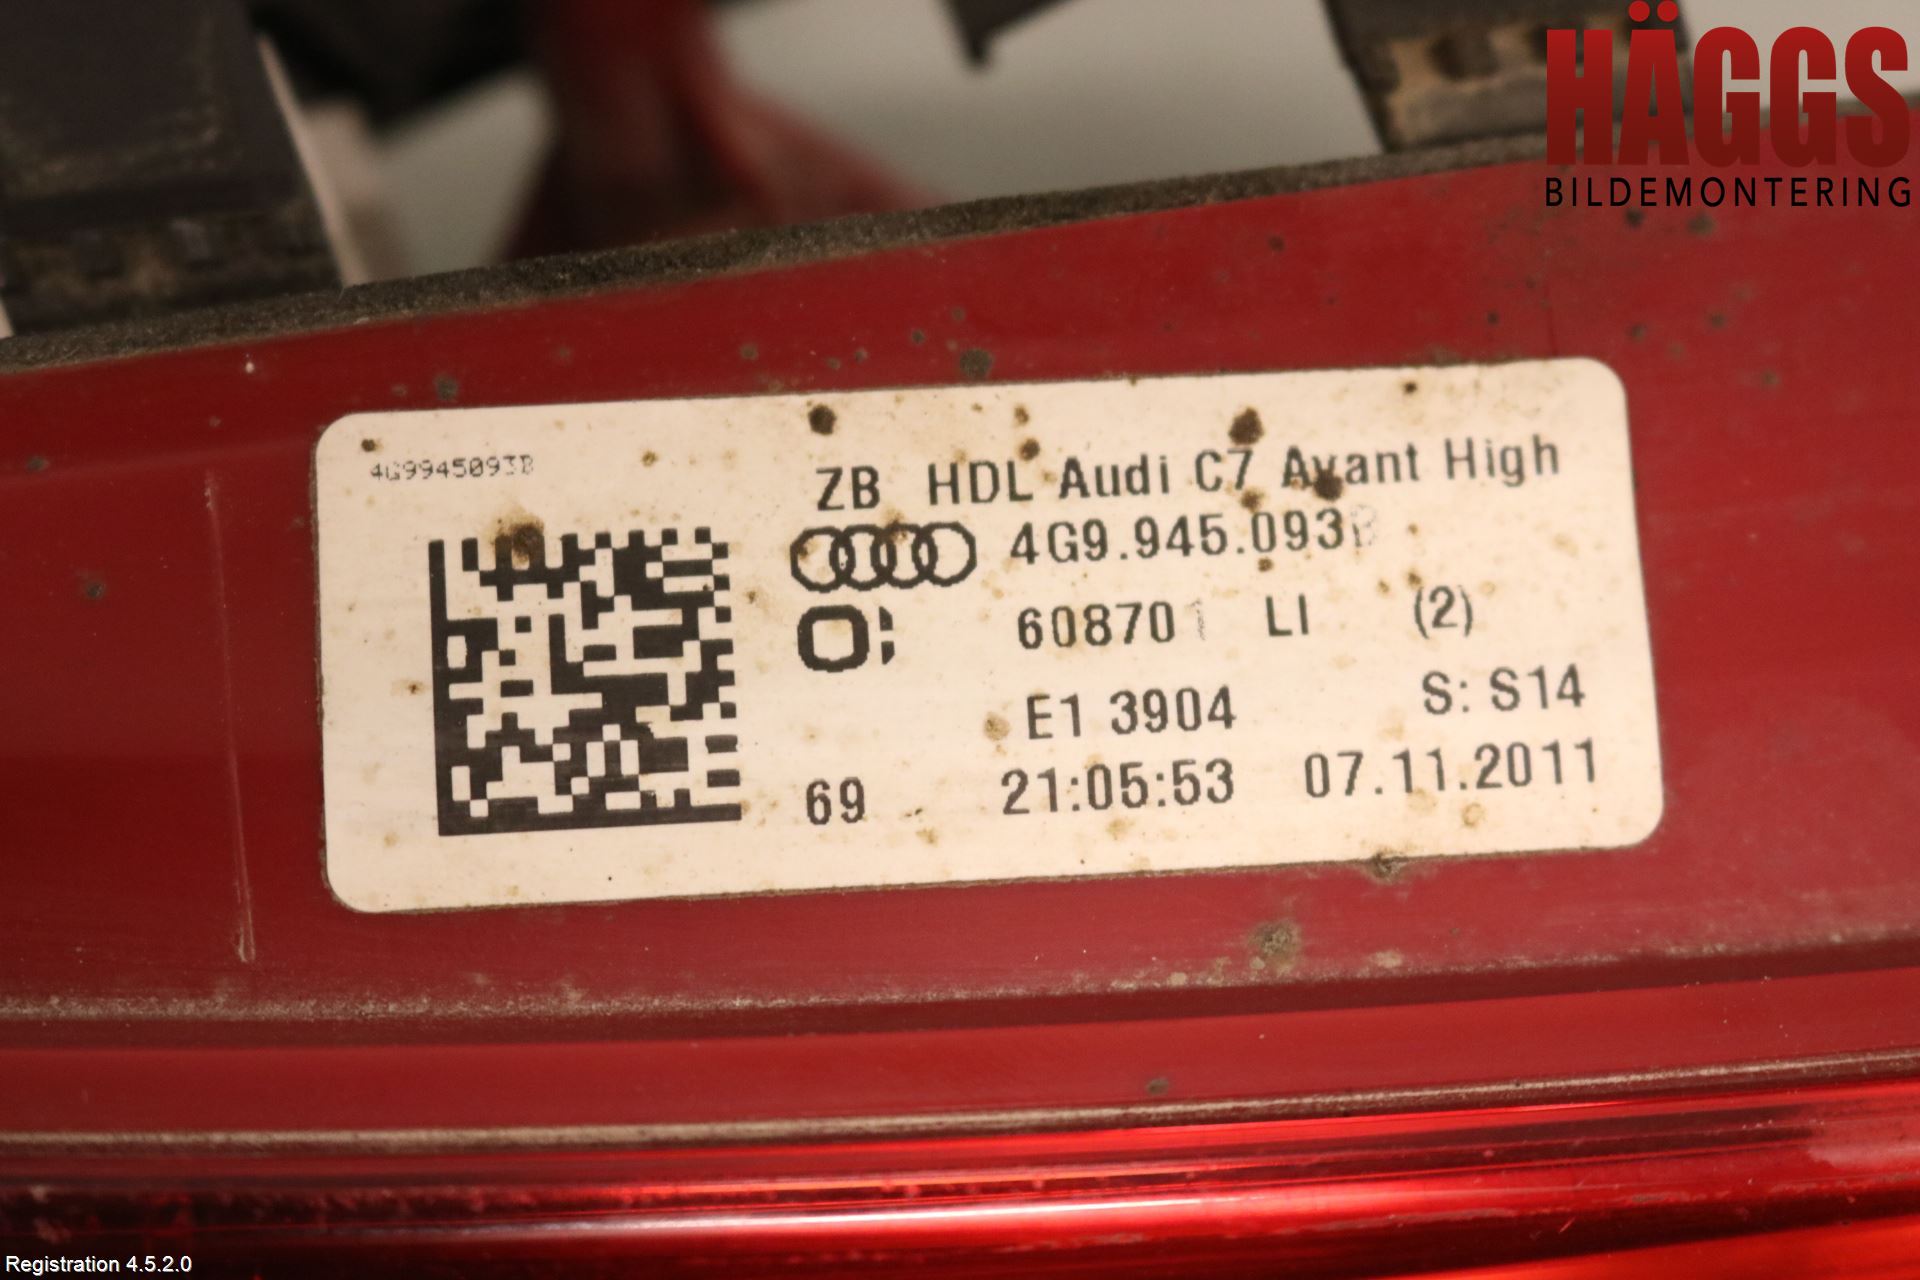 HÄGGS
BILDEMONTERING
4G9945093B
ZB HDL Audi C7 Avant High
4G9.945.093B
608701 LI (2)
E1 3904 S: S14
69 21:05:53 07.11.2011
Registration 4.5.2.0